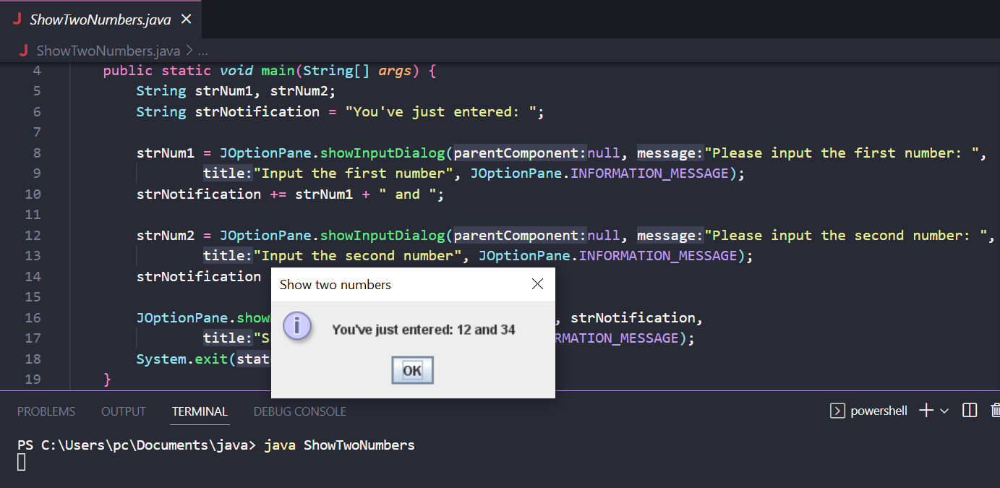 ShowTwoNumbers.java
ShowTwoNumbers.java > ...
4 public static void main(String[] args) {
5 String strNum1, strNum2;
6 String strNotification = "You've just entered: ";
7
8 strNum1 = JOptionPane.showInputDialog(parentComponent:null, message:"Please input the first number: ",
9 title:"Input the first number", JOptionPane.INFORMATION_MESSAGE);
10 strNotification += strNum1 + " and ";
11
12 strNum2 = JOptionPane.showInputDialog(parentComponent:null, message:"Please input the second number: ",
13 title:"Input the second number", JOptionPane.INFORMATION_MESSAGE);
14 strNotification
15
16 JOptionPane.show , strNotification,
17 title:"S RMATION_MESSAGE);
18 System.exit(stat
19 }
Show two numbers
You've just entered: 12 and 34
OK
PROBLEMS OUTPUT TERMINAL DEBUG CONSOLE powershell
PS C:\Users\pc\Documents\java> java ShowTwoNumbers